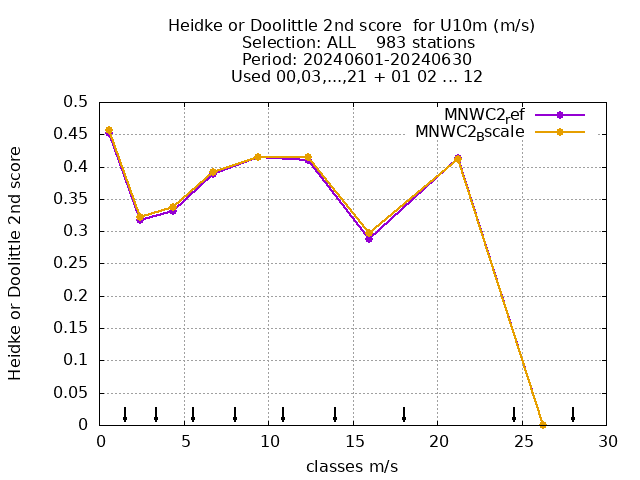 Heidke or Doolittle 2nd score  for U10m (m/s)
Selection: ALL    983 stations
Period: 20240601-20240630
Used 00,03,...,21 + 01 02 ... 12
Heidke or Doolittle 2nd score
0.5
0.45
0.4
0.35
0.3
0.25
0.2
0.15
0.1
0.05
0
MNWC2ref
MNWC2Bscale
0 5 10 15 20 25 30
classes m/s